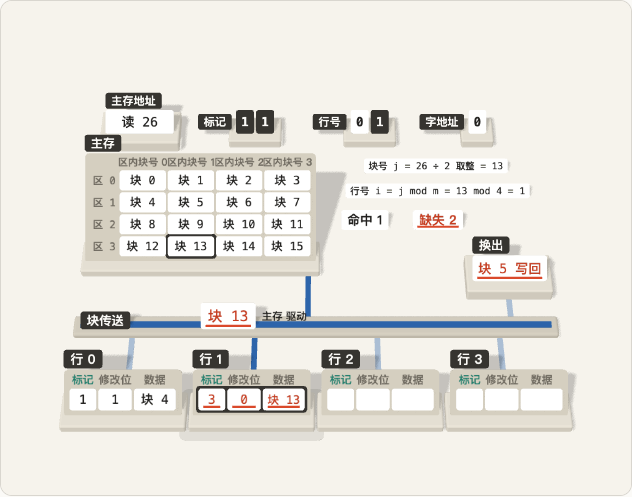 主存地址
读 26
标记 1 1
行号 0 1
字地址 0
主存
区内块号 0 区内块号 1 区内块号 2 区内块号 3
区 0 块 0 块 1 块 2 块 3
区 1 块 4 块 5 块 6 块 7
区 2 块 8 块 9 块 10 块 11
区 3 块 12 块 13 块 14 块 15
块号 j = 26 ÷ 2 取整 = 13
行号 i = j mod m = 13 mod 4 = 1
命中 1 缺失 2
换出
块 5 写回
块传送 块 13 主存 驱动
行 0
标记 修改位 数据
1 1 块 4
行 1
标记 修改位 数据
3 0 块 13
行 2
标记 修改位 数据
行 3
标记 修改位 数据